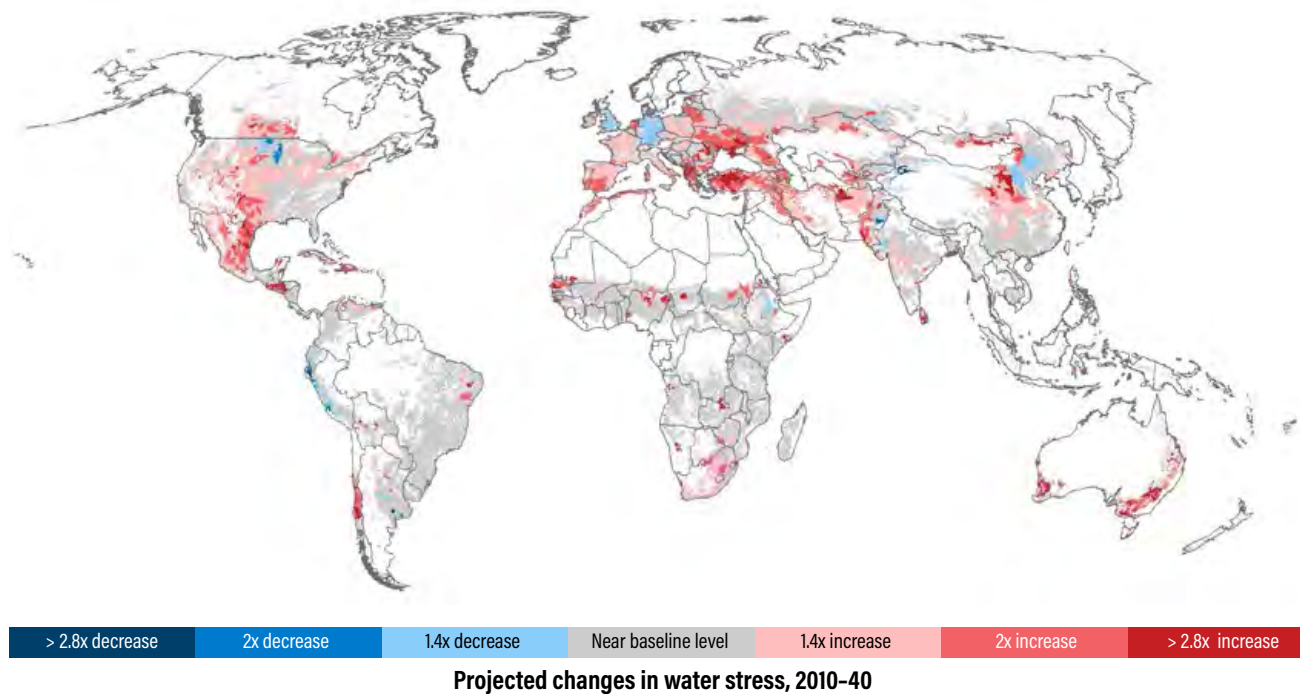 > 2.8x decrease 2x decrease 1.4x decrease Near baseline level 1.4x increase 2x increase > 2.8x increase
Projected changes in water stress, 2010–40